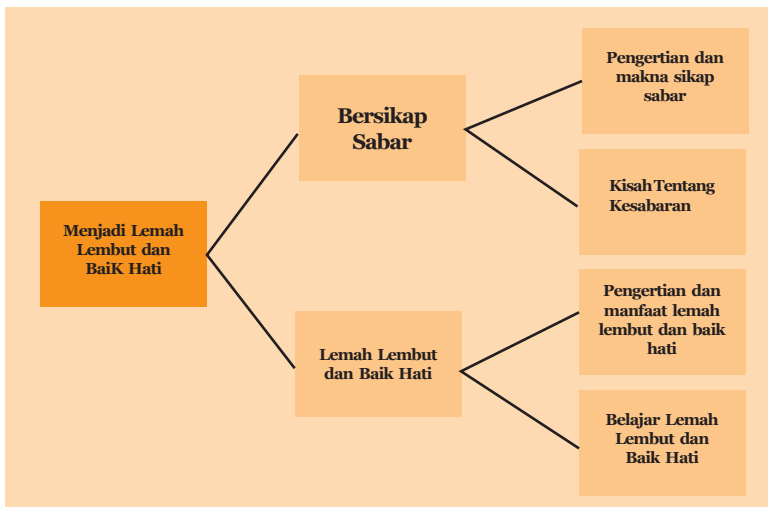 Menjadi Lemah
Lembut dan
BaiK Hati
Bersikap
Sabar
Pengertian dan
makna sikap
sabar
Kisah Tentang
Kesabaran
Lemah Lembut
dan Baik Hati
Pengertian dan
manfaat lemah
lembut dan baik
hati
Belajar Lemah
Lembut dan
Baik Hati